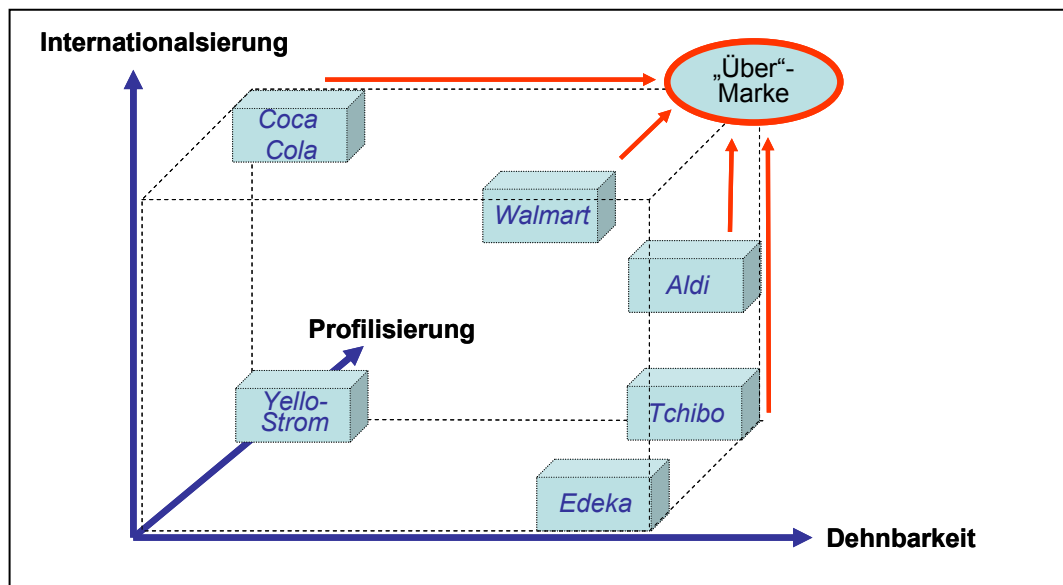 Internationalsierung
„Über“-
Marke
Coca
Cola
Walmart
Aldi
Profilisierung
Yello-
Strom
Tchibo
Edeka
Dehnbarkeit